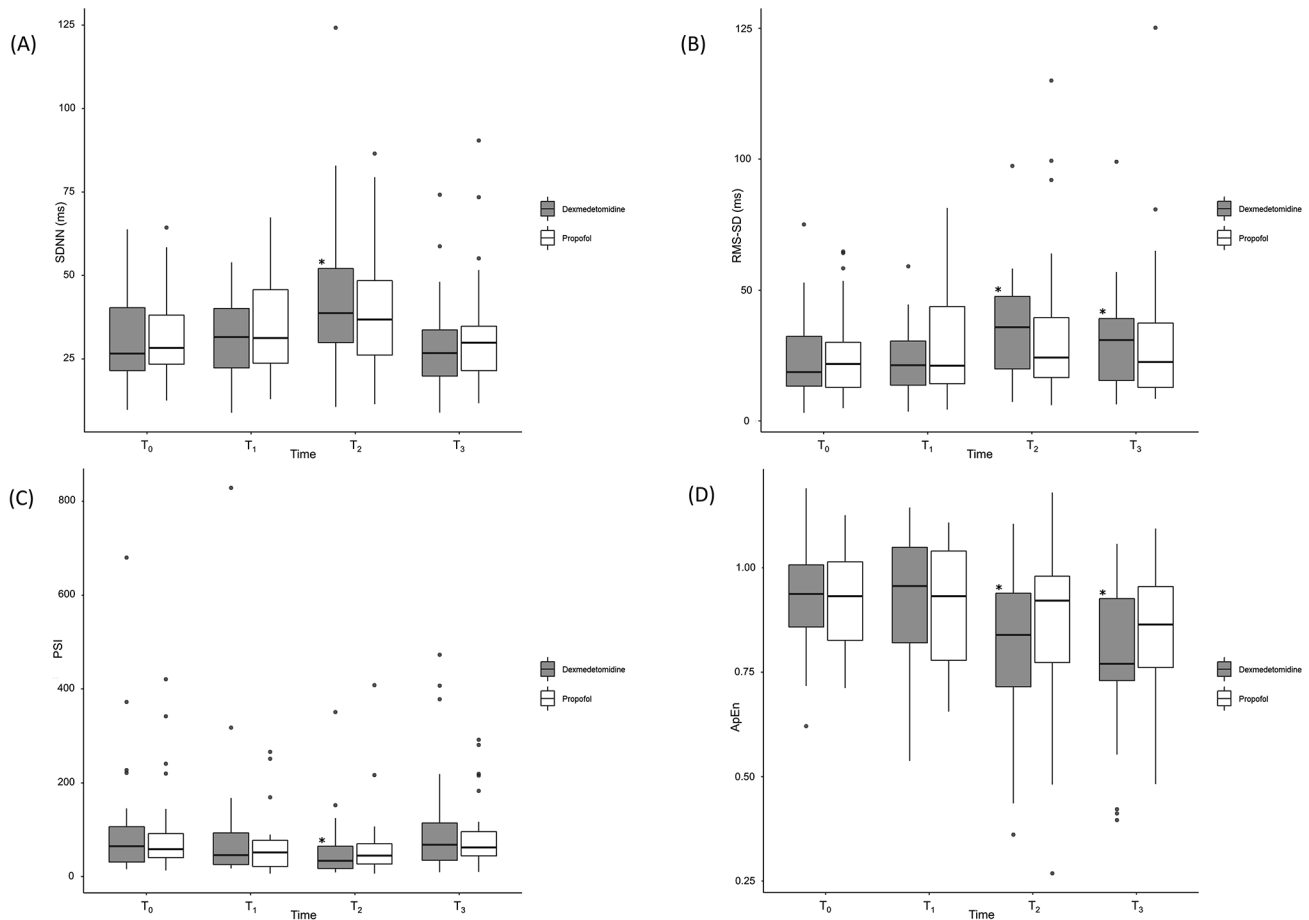 (A)
125
100
75
50
25
SDNN (ms)
*
T0 T1 T2 T3
Time
Dexmedetomidine
Propofol
(B)
125
100
50
0
RMS-SD (ms)
* *
T0 T1 T2 T3
Time
Dexmedetomidine
Propofol
(C)
800
600
400
200
0
PSI
*
T0 T1 T2 T3
Time
Dexmedetomidine
Propofol
(D)
1.00
0.75
0.50
0.25
ApEn
* *
T0 T1 T2 T3
Time
Dexmedetomidine
Propofol